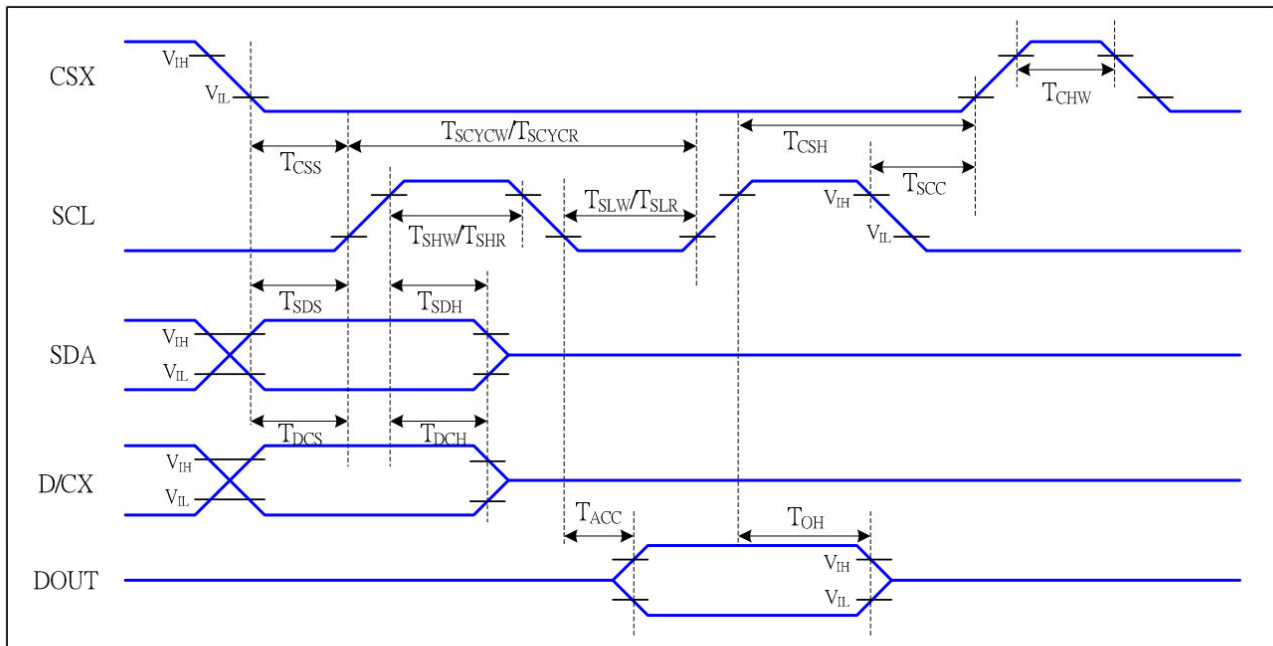 CSX
VIH
VIL
TCHW
TSCYCW/TSCYCR
TCSS
TCSH
TSCC
SCL
TSLW/TSLR
VIH
VIL
TSHW/TSHR
TSDS
TSDH
SDA
VIH
VIL
TDCS
TDCH
D/CX
VIH
VIL
TACC
TOH
DOUT
VIH
VIL